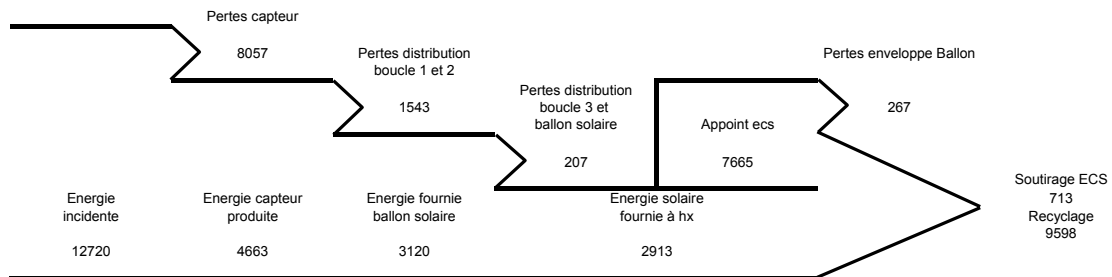 Pertes capteur
8057
Pertes distribution
boucle 1 et 2
1543
Pertes distribution
boucle 3 et
ballon solaire
207
Appoint ecs
7665
Pertes enveloppe Ballon
267
Energie
incidente
12720
Energie capteur
produite
4663
Energie fournie
ballon solaire
3120
Energie solaire
fournie à hx
2913
Soutirage ECS
713
Recyclage
9598